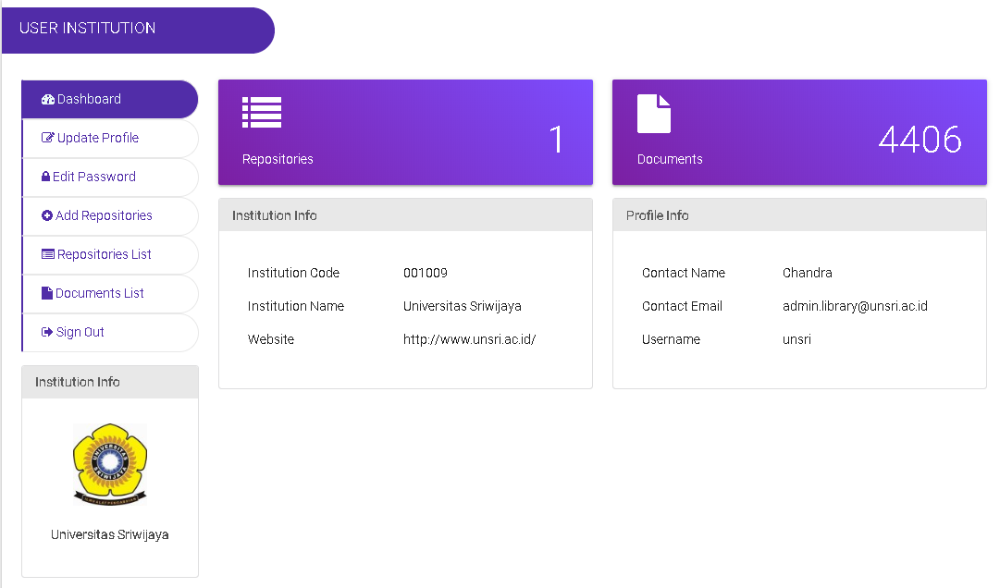 USER INSTITUTION
Dashboard
Update Profile
Edit Password
Add Repositories
Repositories List
Documents List
Sign Out
Institution Info
UNIVERSITAS
SRIWIJAYA
Universitas Sriwijaya
Repositories
1
Documents
4406
Institution Info
Institution Code 001009
Institution Name Universitas Sriwijaya
Website http://www.unsri.ac.id/
Profile Info
Contact Name Chandra
Contact Email admin.library@unsri.ac.id
Username unsri